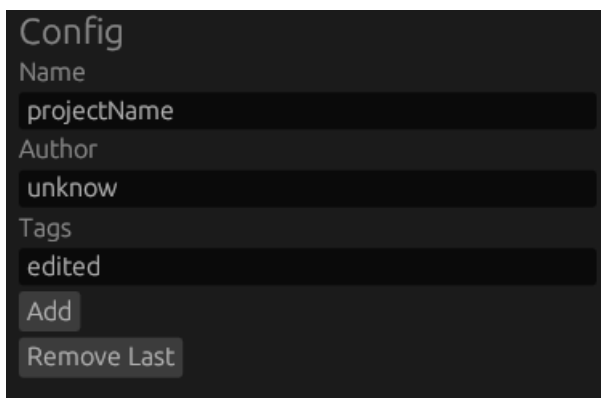 Config
Name
projectName
Author
unknow
Tags
edited
Add
Remove Last